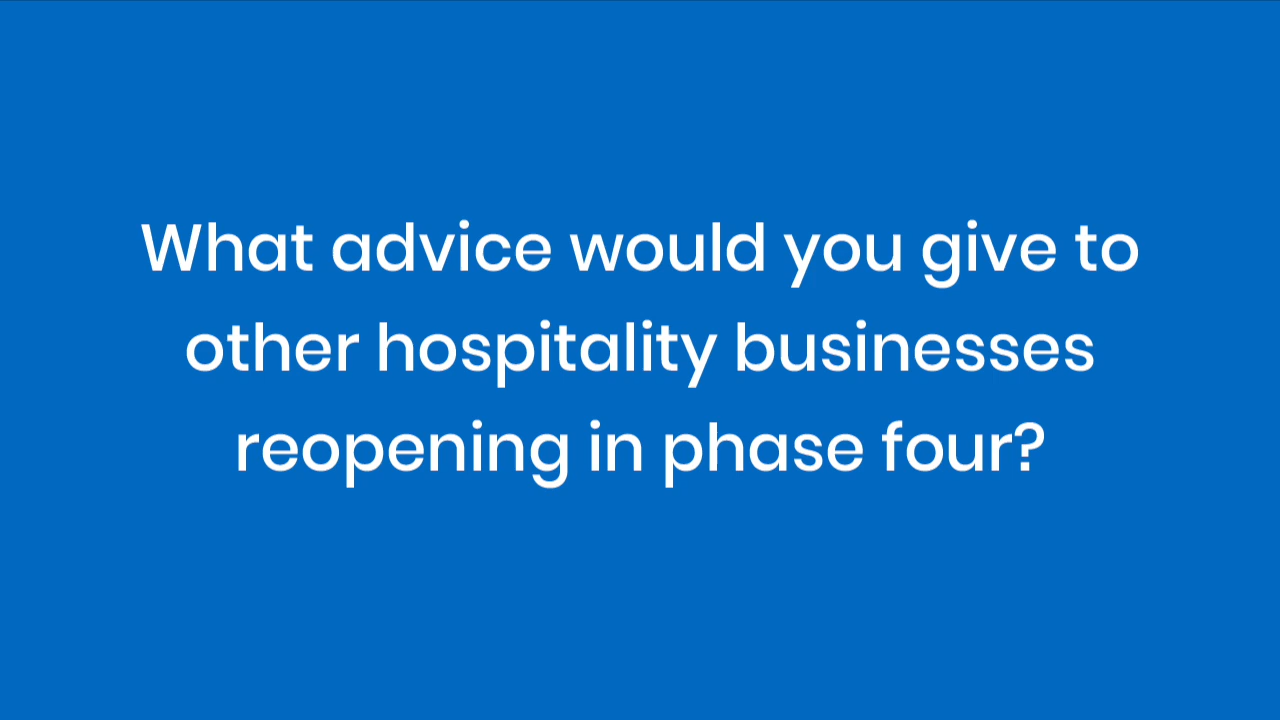 What advice would you give to
other hospitality businesses
reopening in phase four?